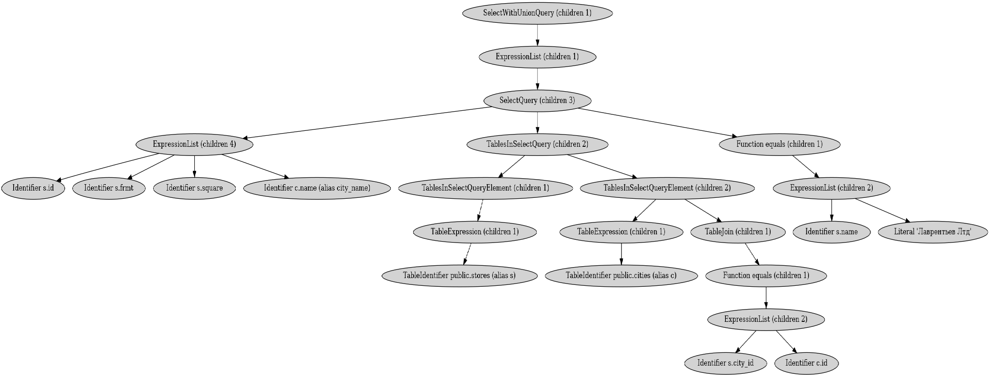 SelectWithUnionQuery (children 1)
ExpressionList (children 1)
SelectQuery (children 3)
ExpressionList (children 4)
TablesInSelectQuery (children 2)
Function equals (children 1)
Identifier s.id
Identifier s.frmt
Identifier s.square
Identifier c.name (alias city_name)
TablesInSelectQueryElement (children 1)
TablesInSelectQueryElement (children 2)
ExpressionList (children 2)
TableExpression (children 1)
TableExpression (children 1)
TableJoin (children 1)
Identifier s.name
Literal 'Лаврентьев Лтд'
TableIdentifier public.stores (alias s)
TableIdentifier public.cities (alias c)
Function equals (children 1)
ExpressionList (children 2)
Identifier s.city_id
Identifier c.id